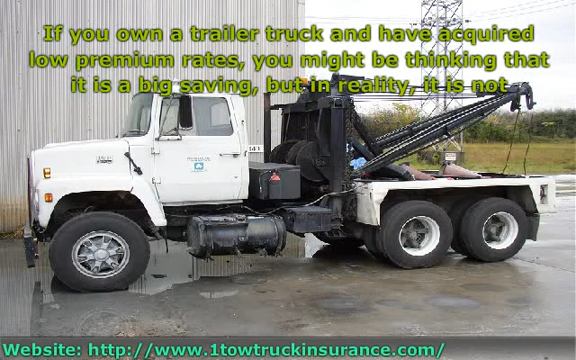 If you own a trailer truck and have acquired
low premium rates, you might be thinking that
it is a big saving, but in reality, it is not
Website: http://www.1towtruckinsurance.com/